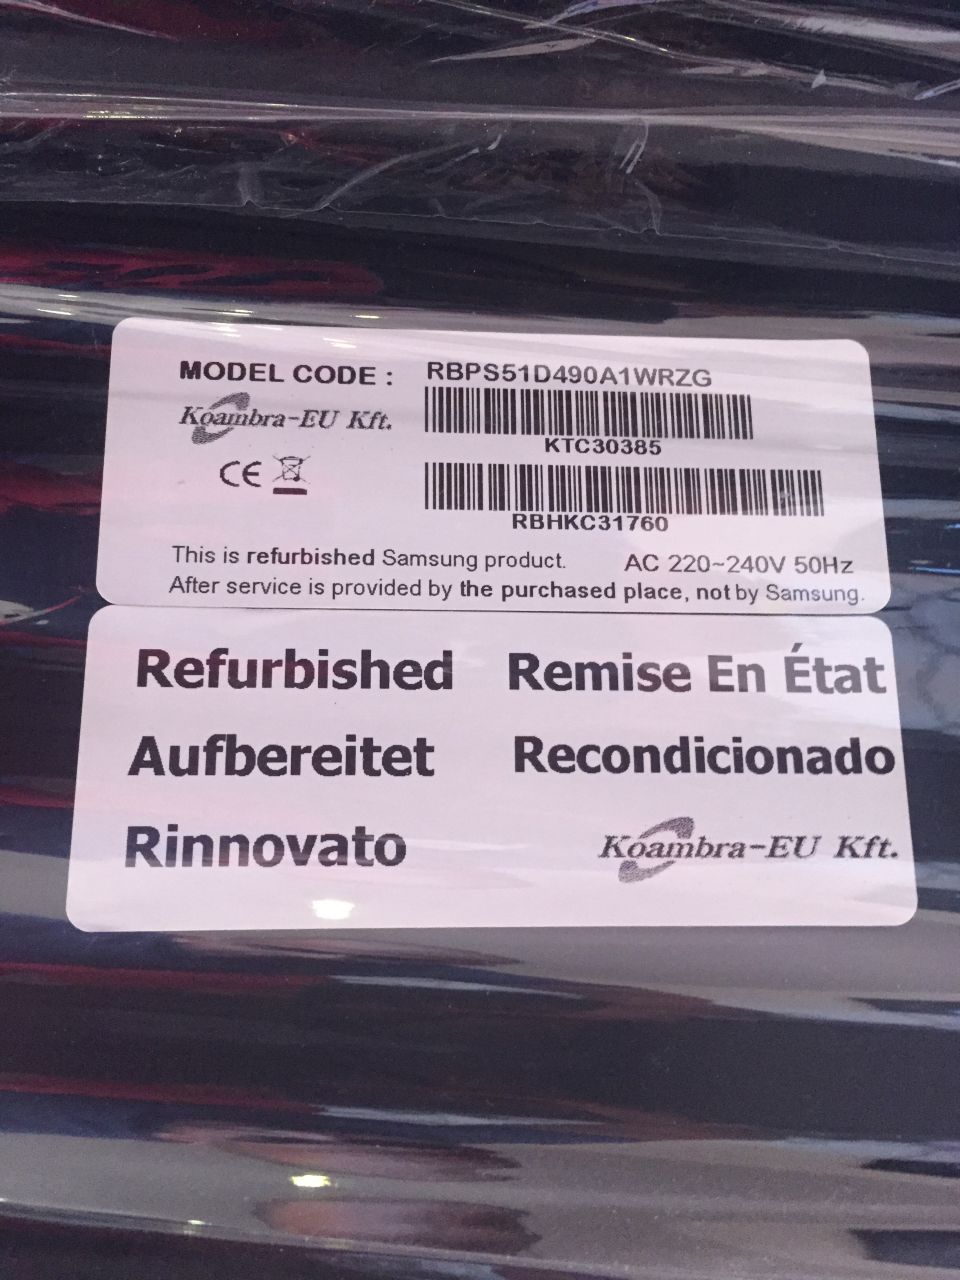 MODEL CODE : RBPS51D490A1WRZG
Koambra-EU Kft.
KTC30385
CE
RBHKC31760
This is refurbished Samsung product. AC 220~240V 50Hz
After service is provided by the purchased place, not by Samsung.
Refurbished Remise En État
Aufbereitet Recondicionado
Rinnovato Koambra-EU Kft.